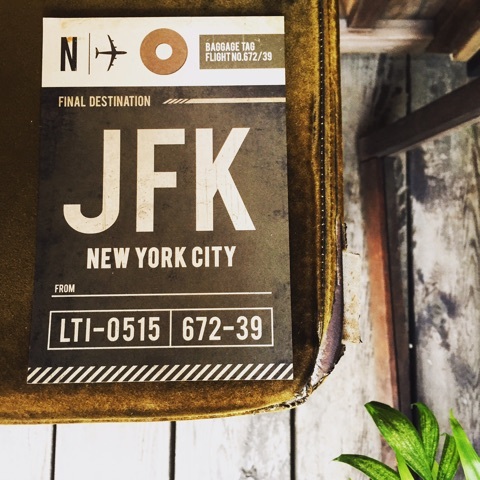 N
BAGGAGE TAG
FLIGHT NO.672/39
FINAL DESTINATION
JFK
NEW YORK CITY
FROM
LTI-0515 672-39